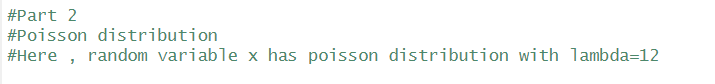 #Part 2
#Poisson distribution
#Here , random variable x has poisson distribution with lambda=12